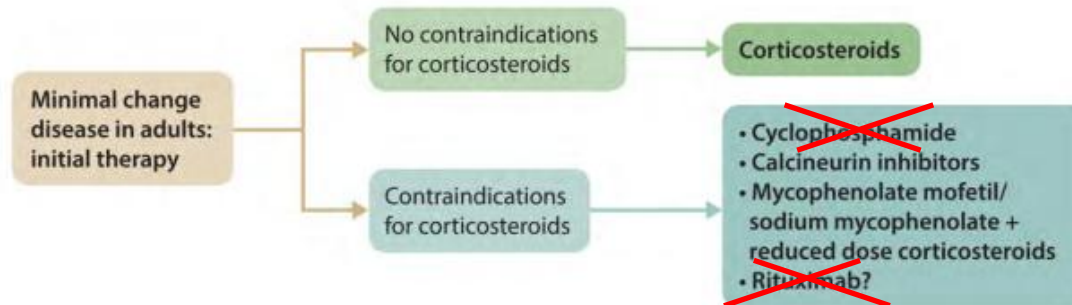 Minimal change
disease in adults:
initial therapy
No contraindications
for corticosteroids
Corticosteroids
Contraindications
for corticosteroids
• Cyclophosphamide
• Calcineurin inhibitors
• Mycophenolate mofetil/
sodium mycophenolate +
reduced dose corticosteroids
• Rituximab?